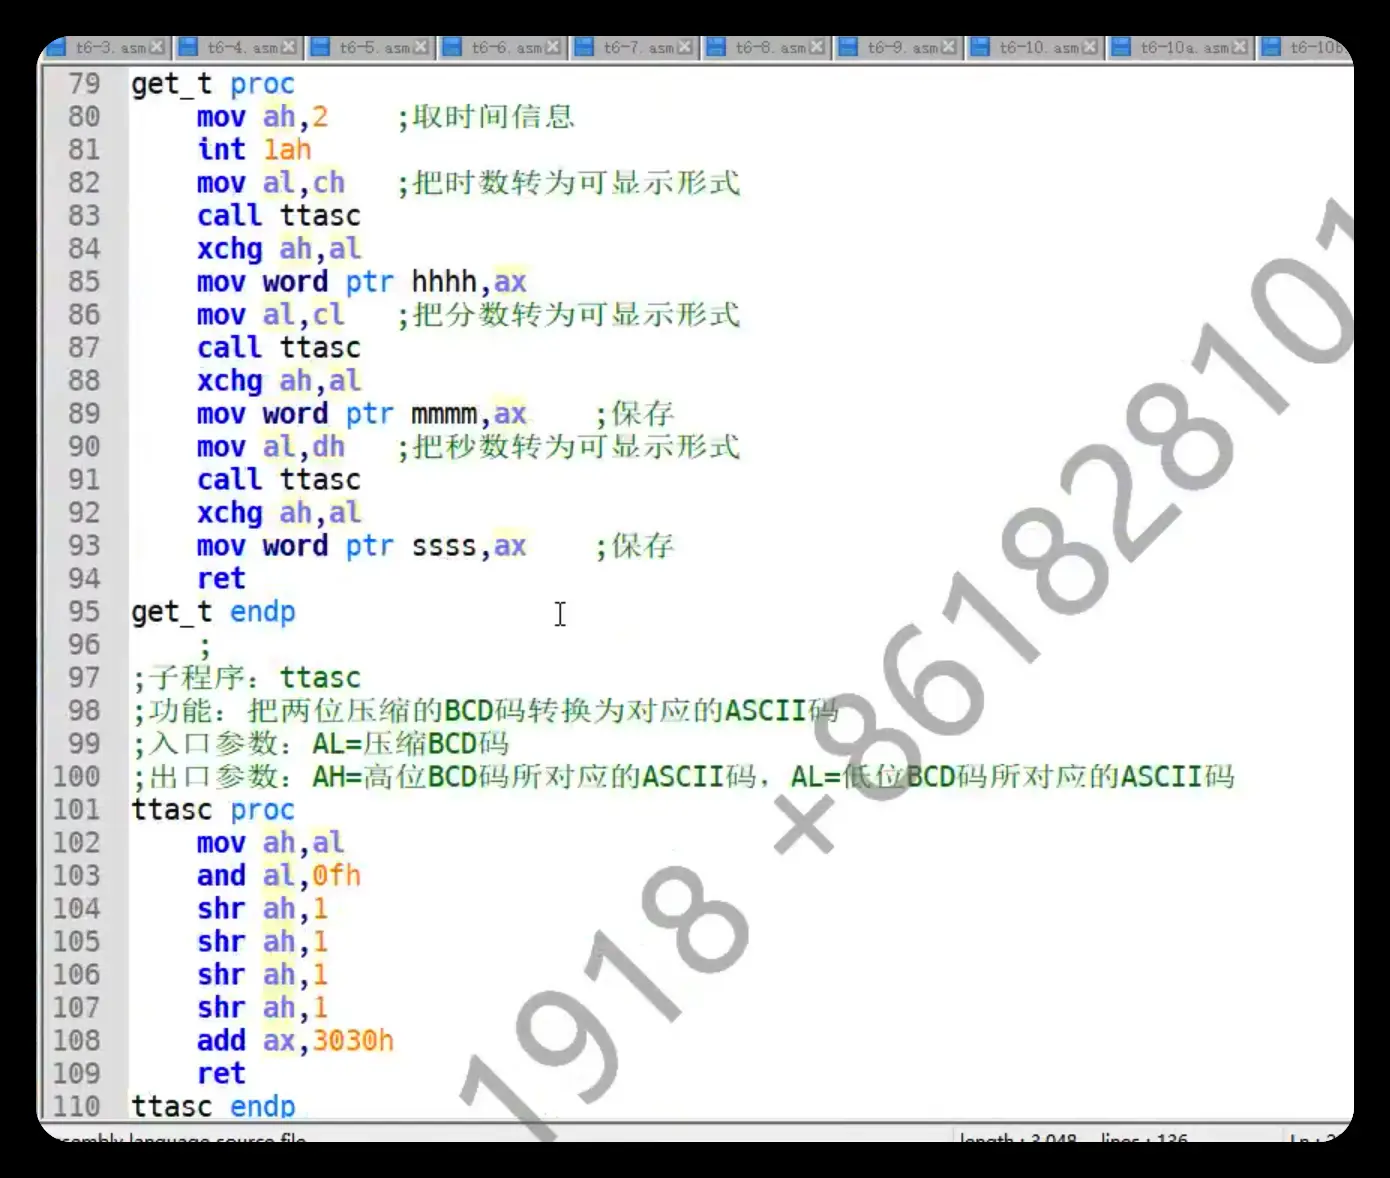 t6-3. asm t6-4. asm t6-5. asm t6-6. asm t6-7. asm t6-8. asm t6-9. asm t6-10. asm t6-10a. asm t6-10b
79 get_t proc
80 mov ah,2 ;取时间信息
81 int 1ah
82 mov al,ch ;把时数转为可显示形式
83 call ttasc
84 xchg ah,al
85 mov word ptr hhhh,ax
86 mov al,cl ;把分数转为可显示形式
87 call ttasc
88 xchg ah,al
89 mov word ptr mmmm,ax ;保存
90 mov al,dh ;把秒数转为可显示形式
91 call ttasc
92 xchg ah,al
93 mov word ptr ssss,ax ;保存
94 ret
95 get_t endp
96 ;
97 ;子程序：ttasc
98 ;功能：把两位压缩的BCD码转换为对应的ASCII码
99 ;入口参数：AL=压缩BCD码
100 ;出口参数：AH=高位BCD码所对应的ASCII码，AL=低位BCD码所对应的ASCII码
101 ttasc proc
102 mov ah,al
103 and al,0fh
104 shr ah,1
105 shr ah,1
106 shr ah,1
107 shr ah,1
108 add ax,3030h
109 ret
110 ttasc endp
sembly language source file length : 3,048 lines : 136
1918 +861828101